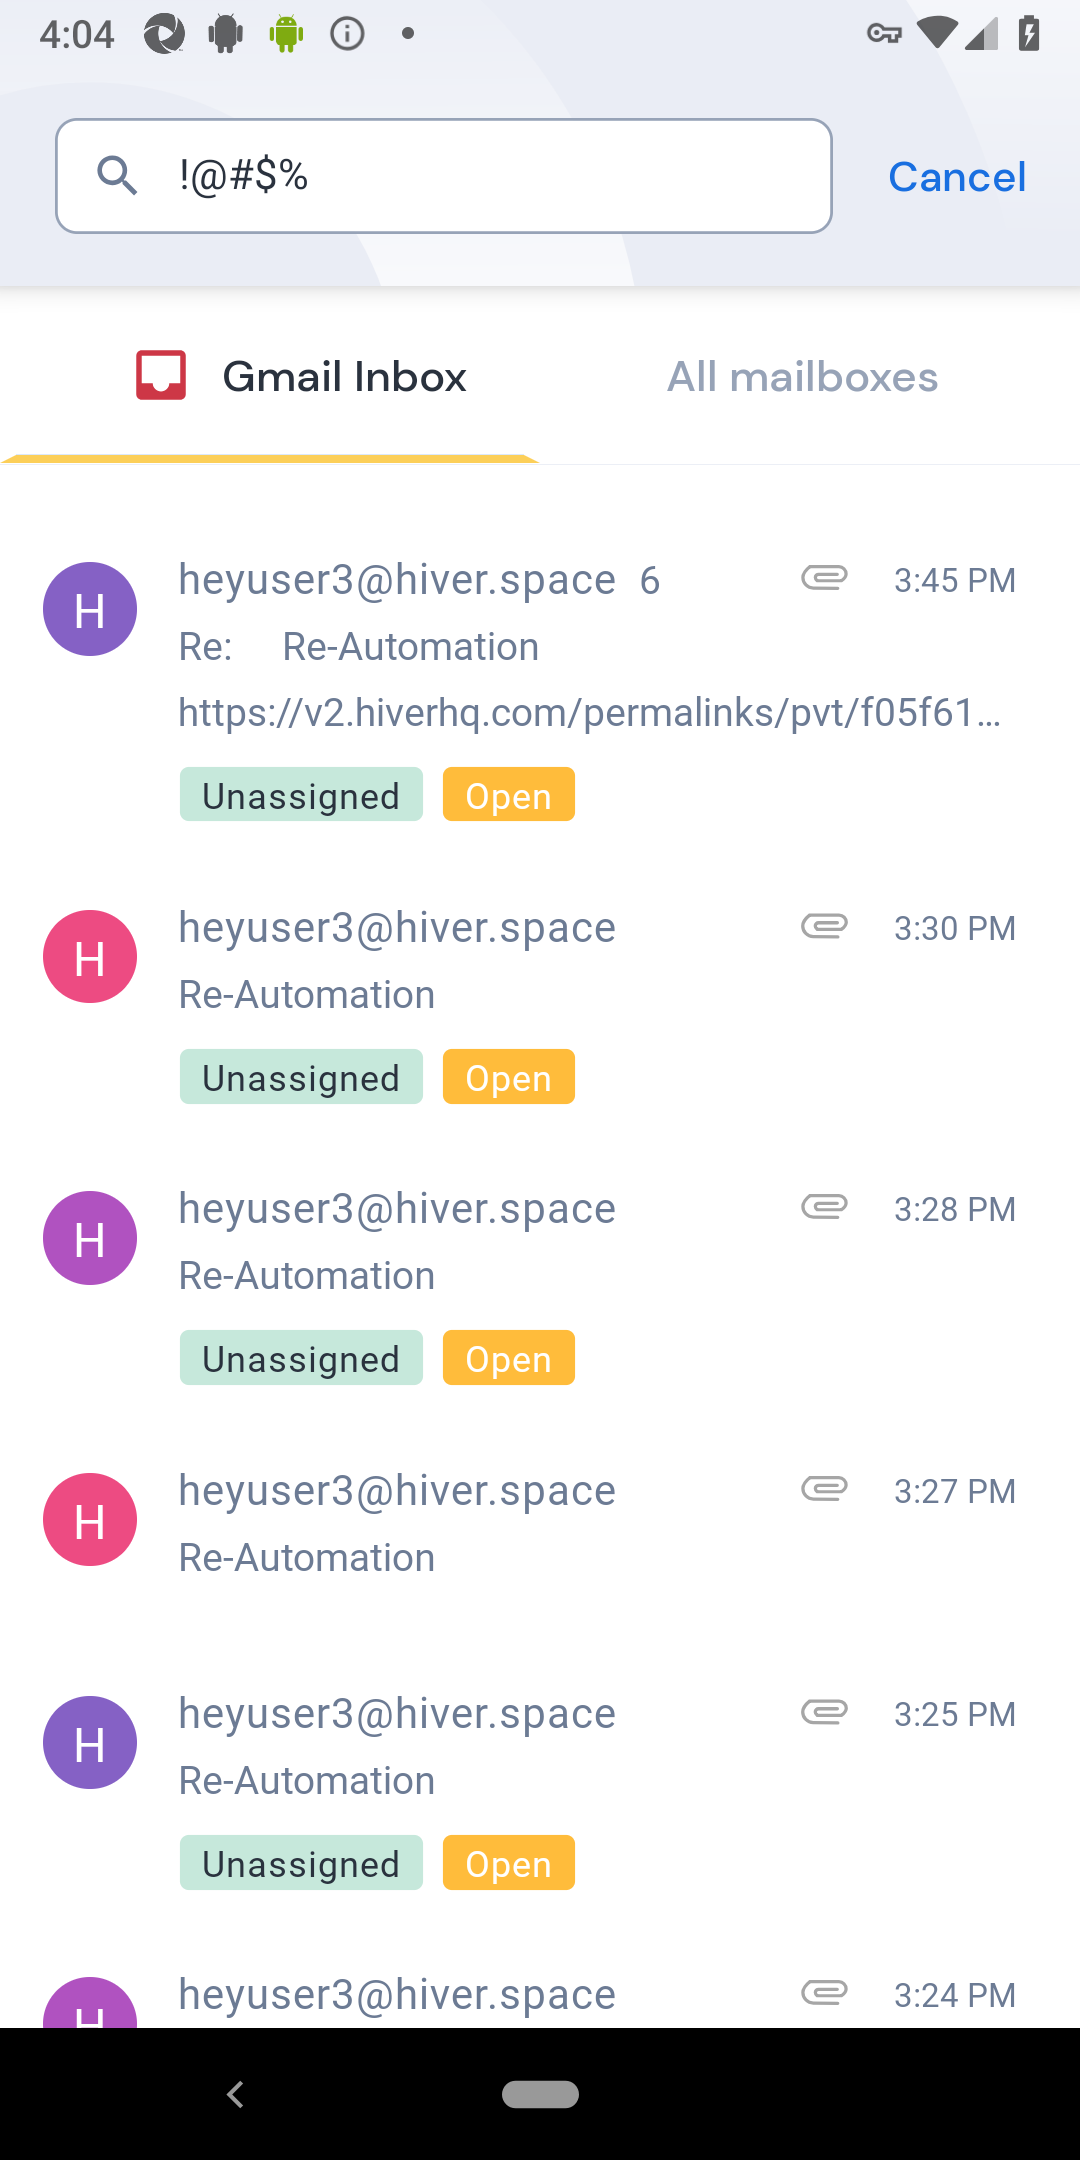 4:04
!@#$%
Cancel
Gmail Inbox
All mailboxes
H
heyuser3@hiver.space 6
3:45 PM
Re: Re-Automation
https://v2.hiverhq.com/permalinks/pvt/f05f61...
Unassigned
Open
H
heyuser3@hiver.space
3:30 PM
Re-Automation
Unassigned
Open
H
heyuser3@hiver.space
3:28 PM
Re-Automation
Unassigned
Open
H
heyuser3@hiver.space
3:27 PM
Re-Automation
H
heyuser3@hiver.space
3:25 PM
Re-Automation
Unassigned
Open
H
heyuser3@hiver.space
3:24 PM